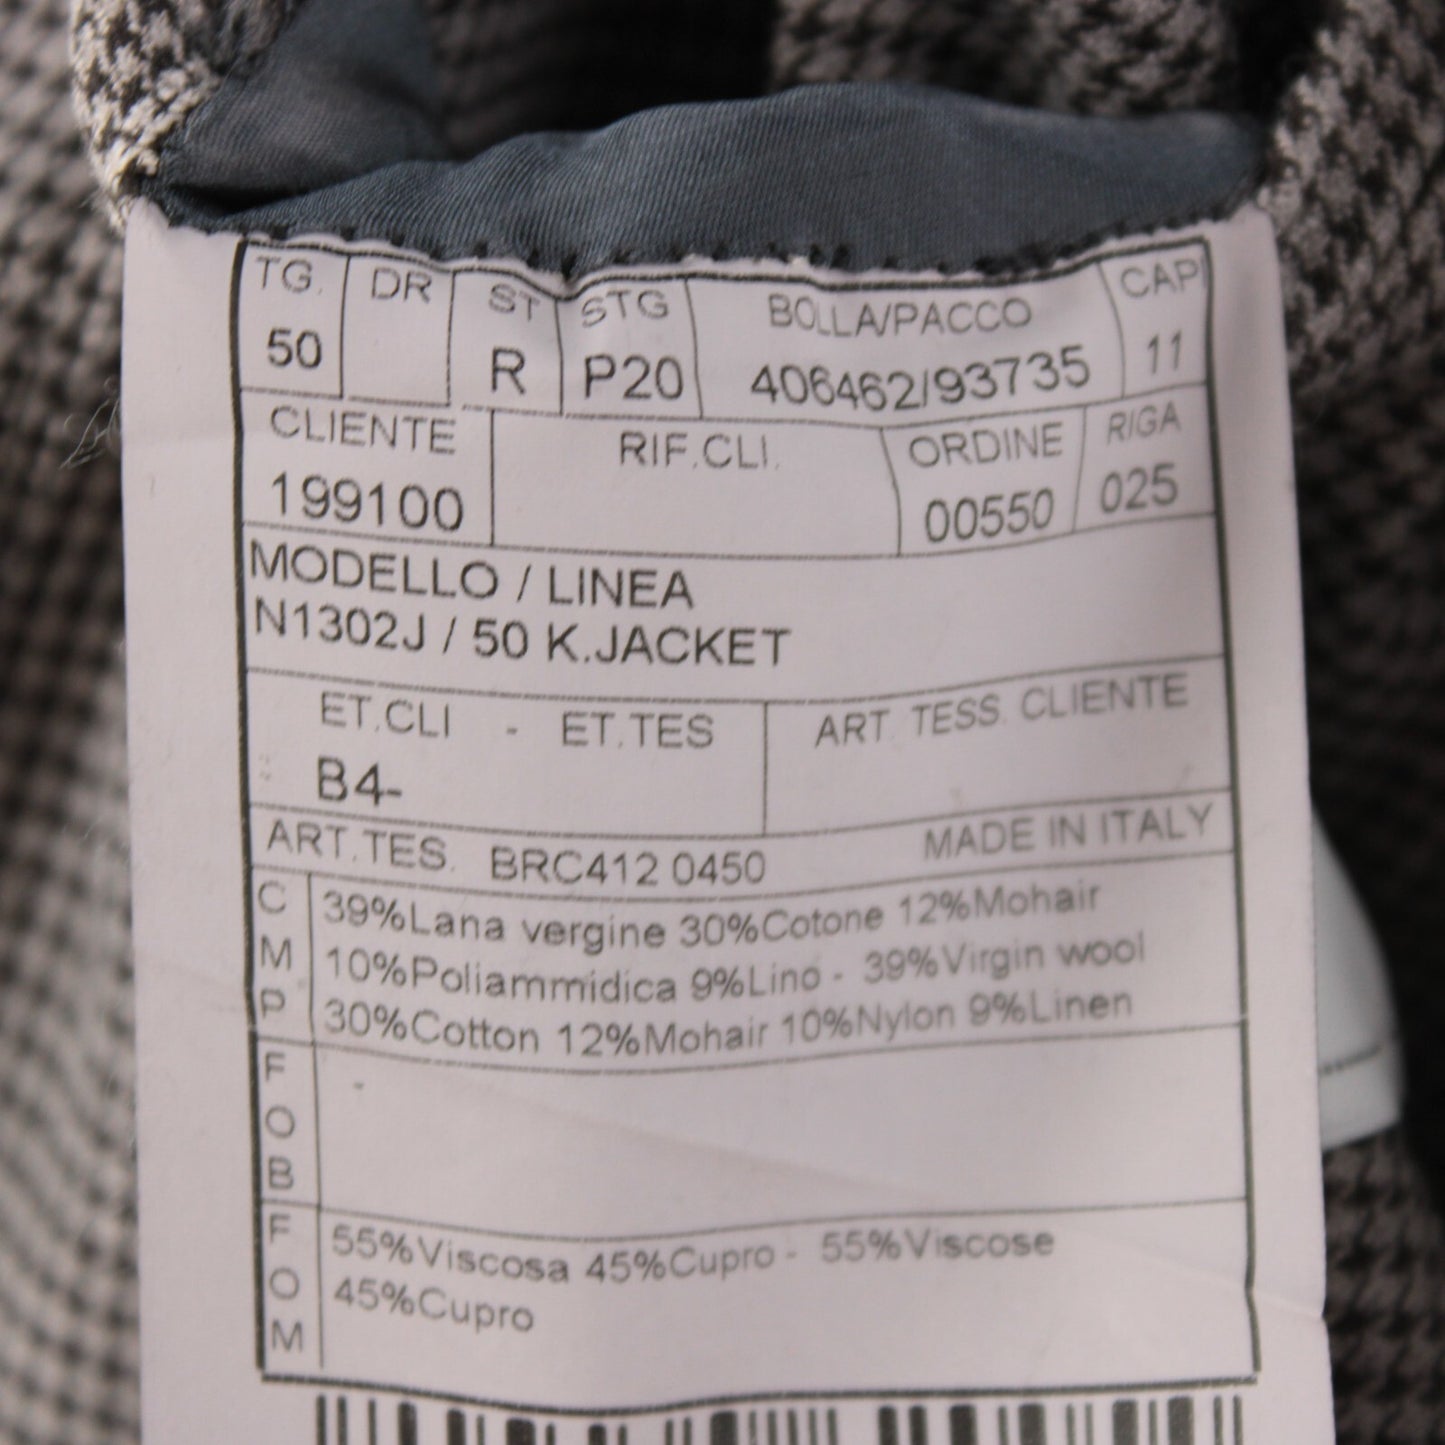 TG. DR ST STG BOLLA/PACCO CAP
50 R P20 406462/93735 11
CLIENTE RIF.CLI. ORDINE RIGA
199100 00550 025
MODELLO / LINEA
N1302J / 50 K.JACKET
ET.CLI - ET.TES ART. TESS. CLIENTE
B4-
ART.TES. BRC412 0450 MADE IN ITALY
CMP
39%Lana vergine 30%Cotone 12%Mohair
10%Poliammidica 9%Lino - 39%Virgin wool
30%Cotton 12%Mohair 10%Nylon 9%Linen
FOB
FOM
55%Viscosa 45%Cupro - 55%Viscose
45%Cupro